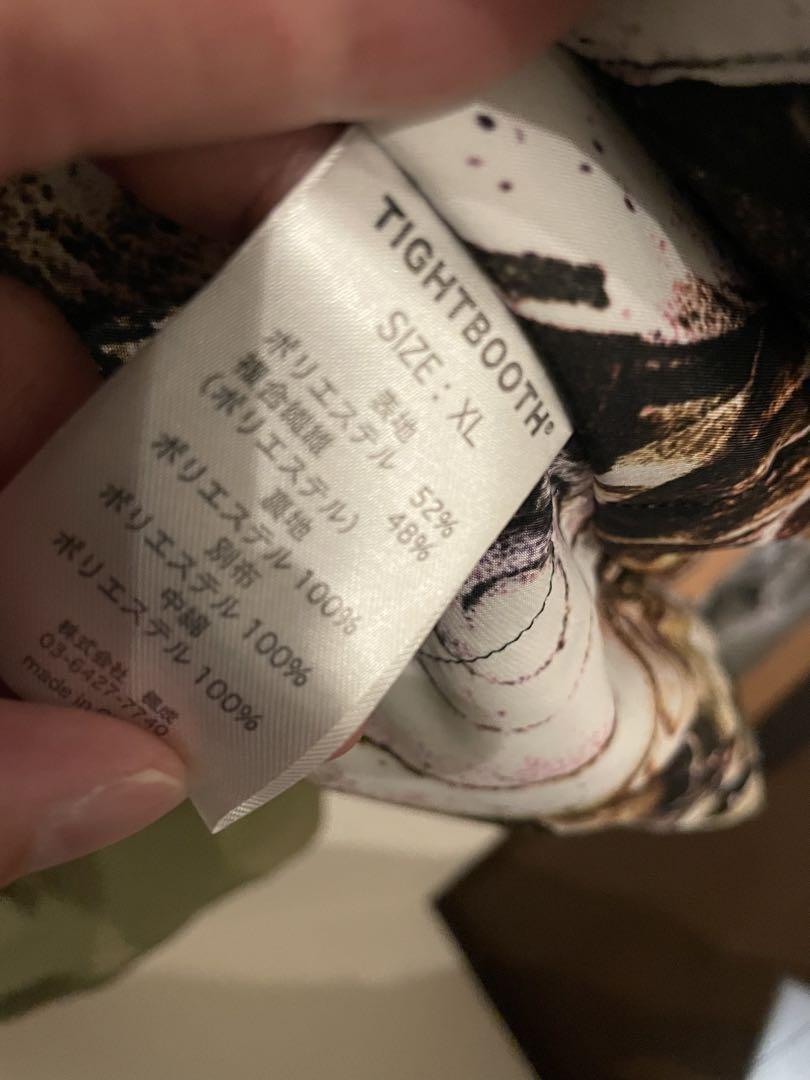 TIGHTBOOTH®
SIZE : XL
表地
ポリエステル 52%
複合繊維 48%
(ポリエステル)
裏地
ポリエステル 100%
別布
ポリエステル 100%
中綿
ポリエステル 100%
株式会社
03-6427-7740
made in